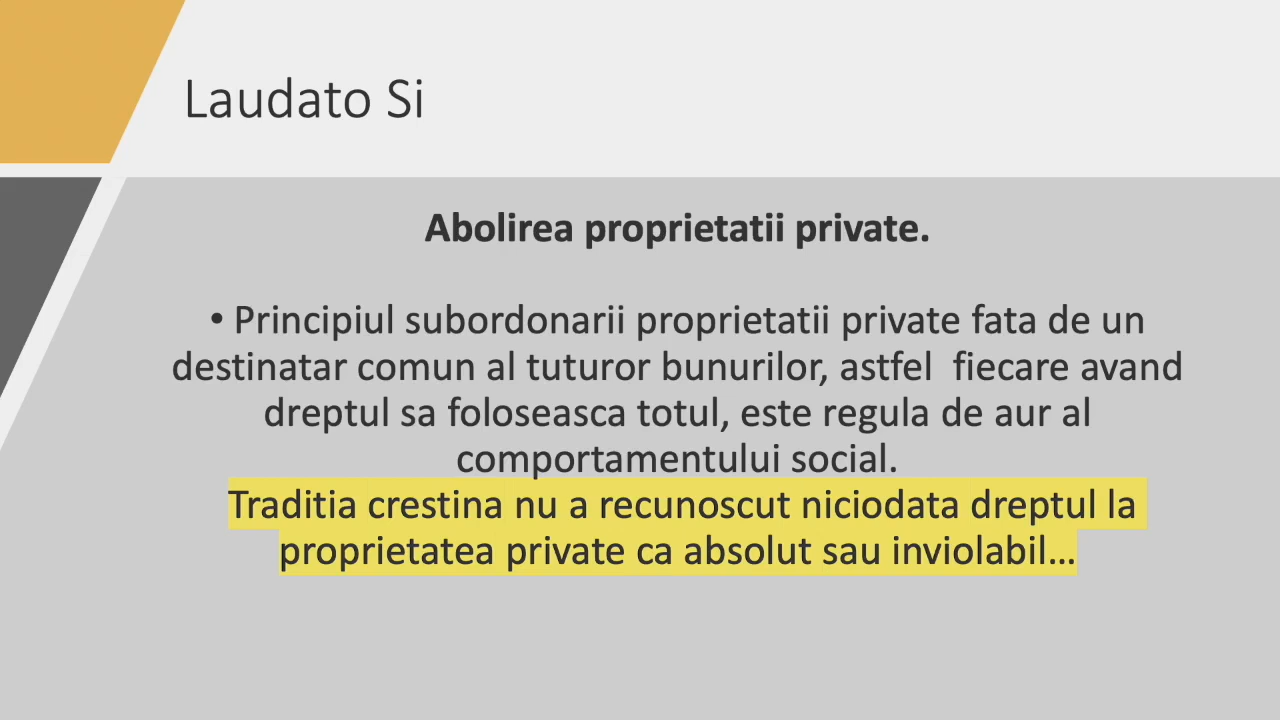 Laudato Si
Abolirea proprietatii private.
• Principiul subordonarii proprietatii private fata de un
destinatar comun al tuturor bunurilor, astfel  fiecare avand
dreptul sa foloseasca totul, este regula de aur al
comportamentului social.
Traditia crestina nu a recunoscut niciodata dreptul la
proprietatea private ca absolut sau inviolabil...